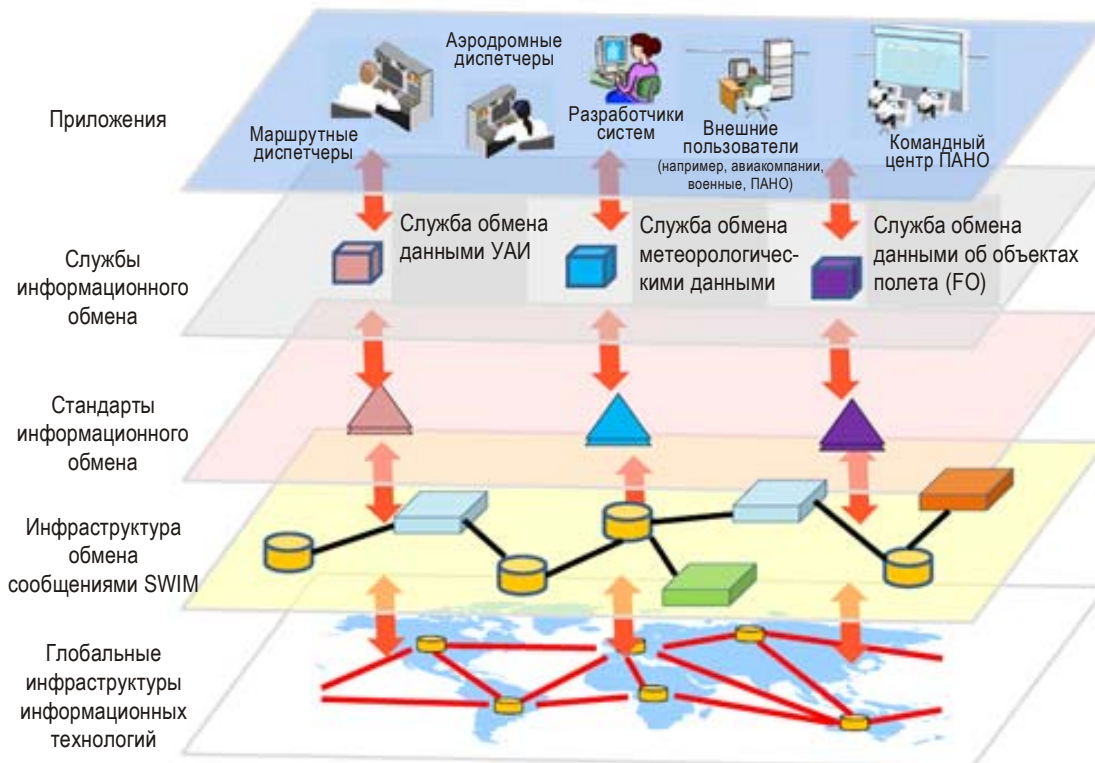 Приложения
Маршрутные
диспетчеры
Аэродромные
диспетчеры
Разработчики
систем
Внешние
пользователи
(например, авиакомпании,
военные, ПАНО)
Командный
центр ПАНО
Службы
информационного
обмена
Служба обмена
данными УАИ
Служба обмена
метеорологичес-
кими данными
Служба обмена
данными об объектах
полета (FO)
Стандарты
информационного
обмена
Инфраструктура
обмена
сообщениями SWIM
Глобальные
инфраструктуры
информационных
технологий